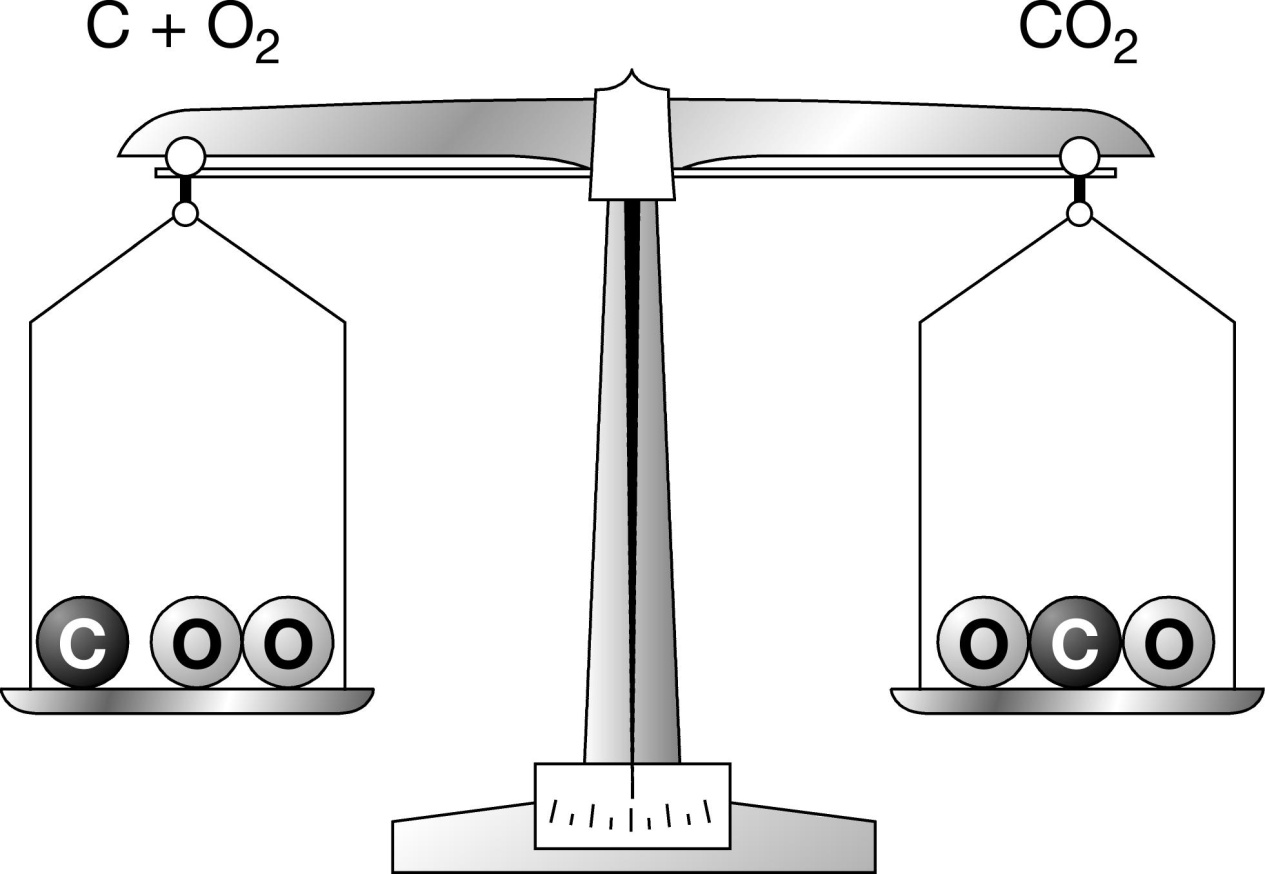 C + O₂
CO₂
C O O
O C O